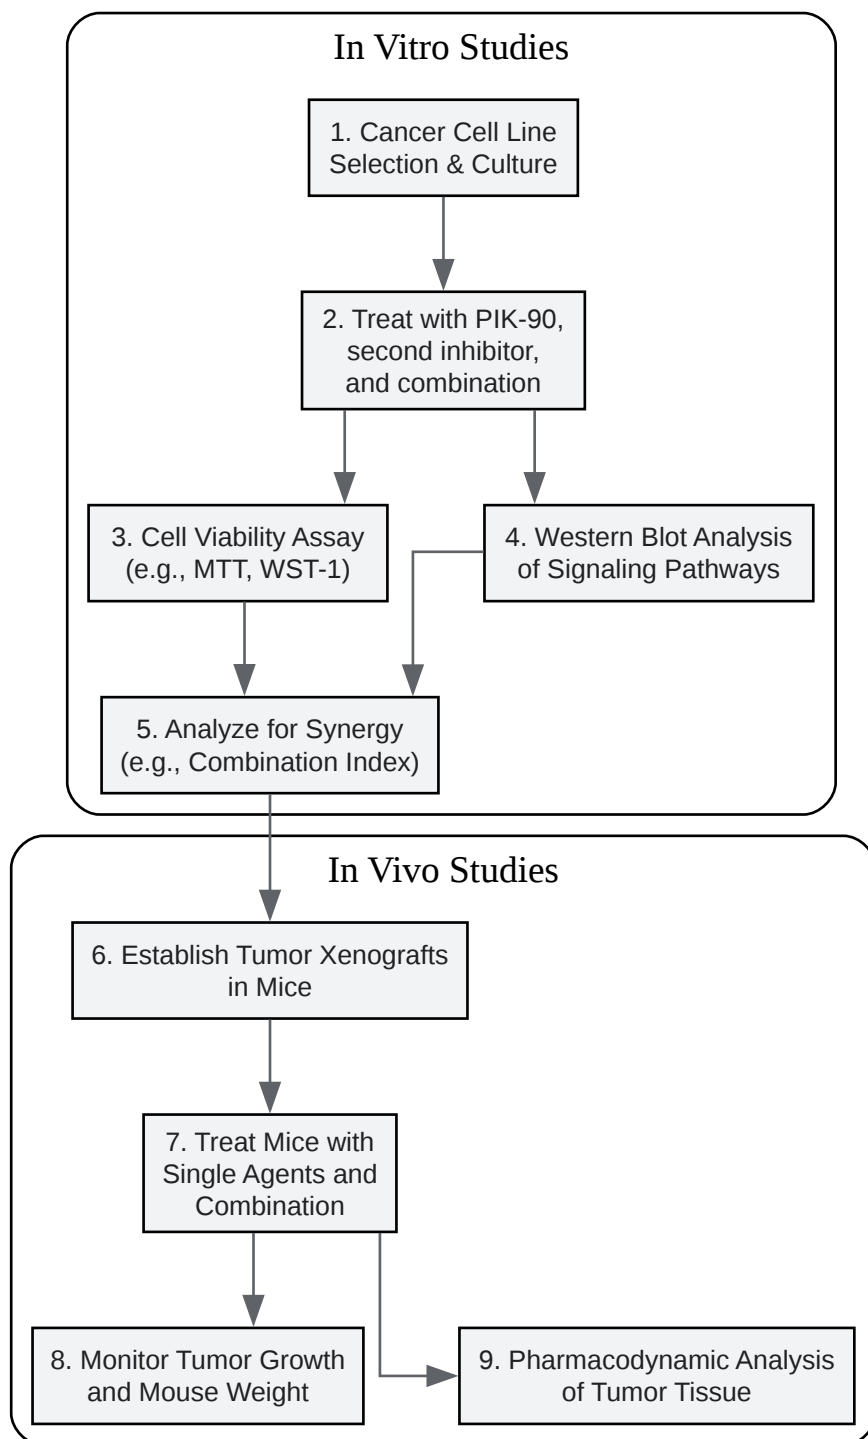 In Vitro Studies
1. Cancer Cell Line
Selection & Culture
2. Treat with PIK-90,
second inhibitor,
and combination
3. Cell Viability Assay
(e.g., MTT, WST-1)
4. Western Blot Analysis
of Signaling Pathways
5. Analyze for Synergy
(e.g., Combination Index)
In Vivo Studies
6. Establish Tumor Xenografts
in Mice
7. Treat Mice with
Single Agents and
Combination
8. Monitor Tumor Growth
and Mouse Weight
9. Pharmacodynamic Analysis
of Tumor Tissue